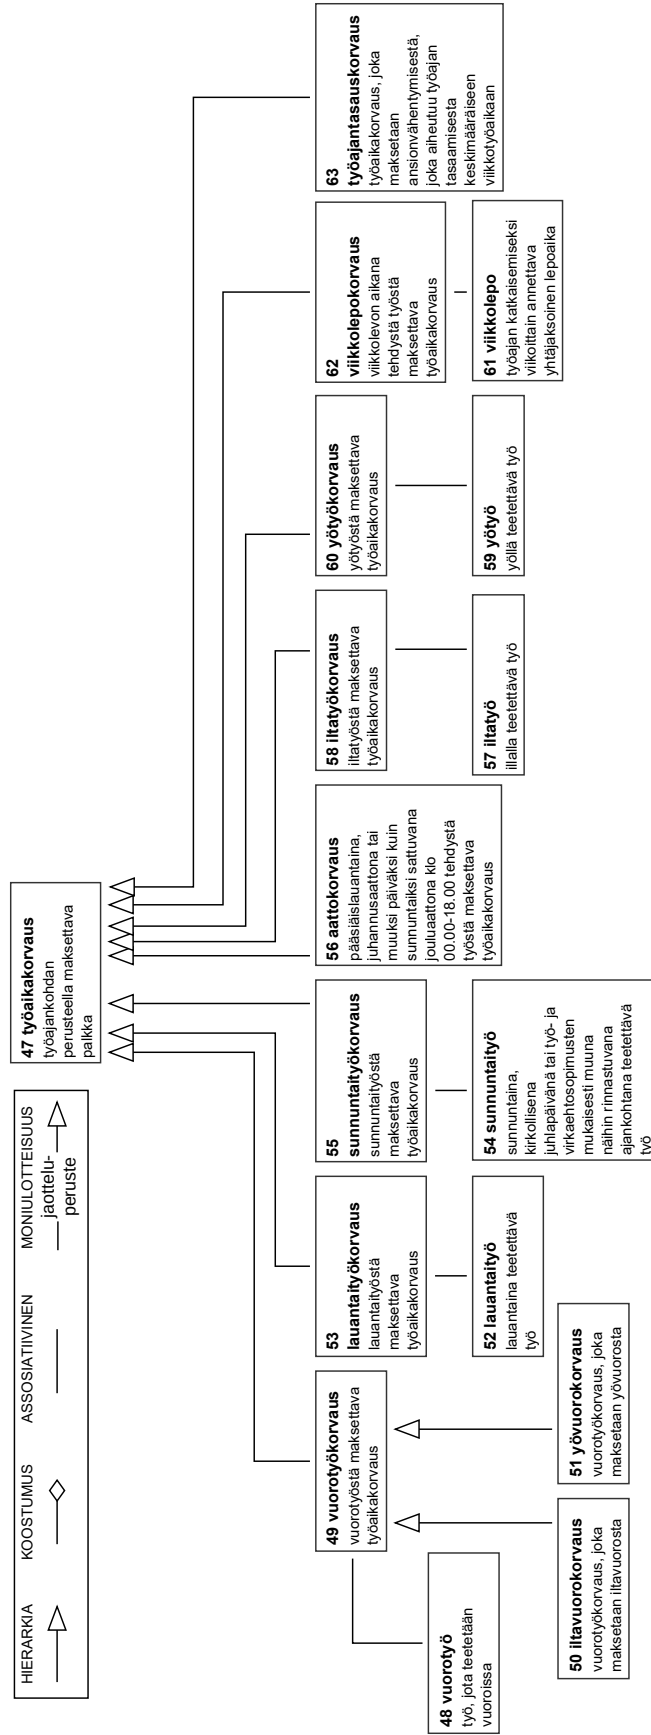 HIERARKIA
KOOSTUMUS
ASSOSIATIIVINEN
MONIULOTTEISUUS
jaottelu-
peruste
47 työaikakorvaus
työajankohdan
perusteella maksettava
palkka
49 vuorotyökorvaus
vuorotyöstä maksettava
työaikakorvaus
53
lauantaityökorvaus
lauantaityöstä
maksettava
työaikakorvaus
55
sunnuntaityökorvaus
sunnuntaityöstä
maksettava
työaikakorvaus
56 aattokorvaus
pääsiäislauantaina,
juhannusaattona tai
muuksi päiväksi kuin
sunnuntaiksi sattuvana
jouluaattona klo
00.00-18.00 tehdystä
työstä maksettava
työaikakorvaus
58 iltatyökorvaus
iltatyöstä maksettava
työaikakorvaus
60 yötyökorvaus
yötyöstä maksettava
työaikakorvaus
62
viikkolepokorvaus
viikkolevon aikana
tehdystä työstä
maksettava
työaikakorvaus
63
työajantasauskorvaus
työaikakorvaus, joka
maksetaan
ansionvähentymisestä,
joka aiheutuu työajan
tasaamisesta
keskimääräiseen
viikkotyöaikaan
48 vuorotyö
työ, jota teetetään
vuoroissa
52 lauantaityö
lauantaina teetettävä
työ
54 sunnuntaityö
sunnuntaina,
kirkollisena
juhlapäivänä tai työ- ja
virkaehtosopimusten
mukaisesti muuna
näihin rinnastuvana
ajankohtana teetettävä
työ
57 iltatyö
illalla teetettävä työ
59 yötyö
yöllä teetettävä työ
61 viikkolepo
työajan katkaisemiseksi
viikoittain annettava
yhtäjaksoinen lepoaika
50 iltavuorokorvaus
vuorotyökorvaus, joka
maksetaan iltavuorosta
51 yövuorokorvaus
vuorotyökorvaus, joka
maksetaan yövuorosta